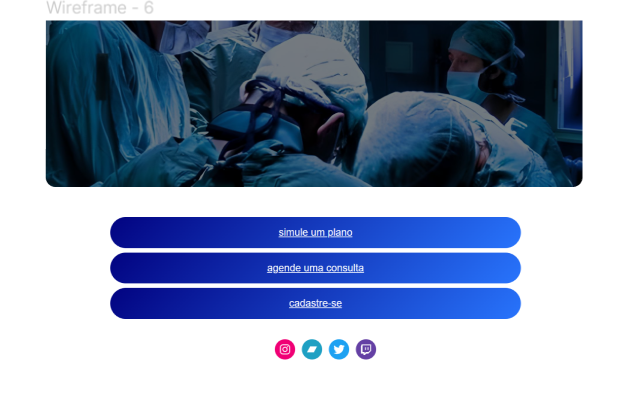 Wireframe - 6
simule um plano
agende uma consulta
cadastre-se